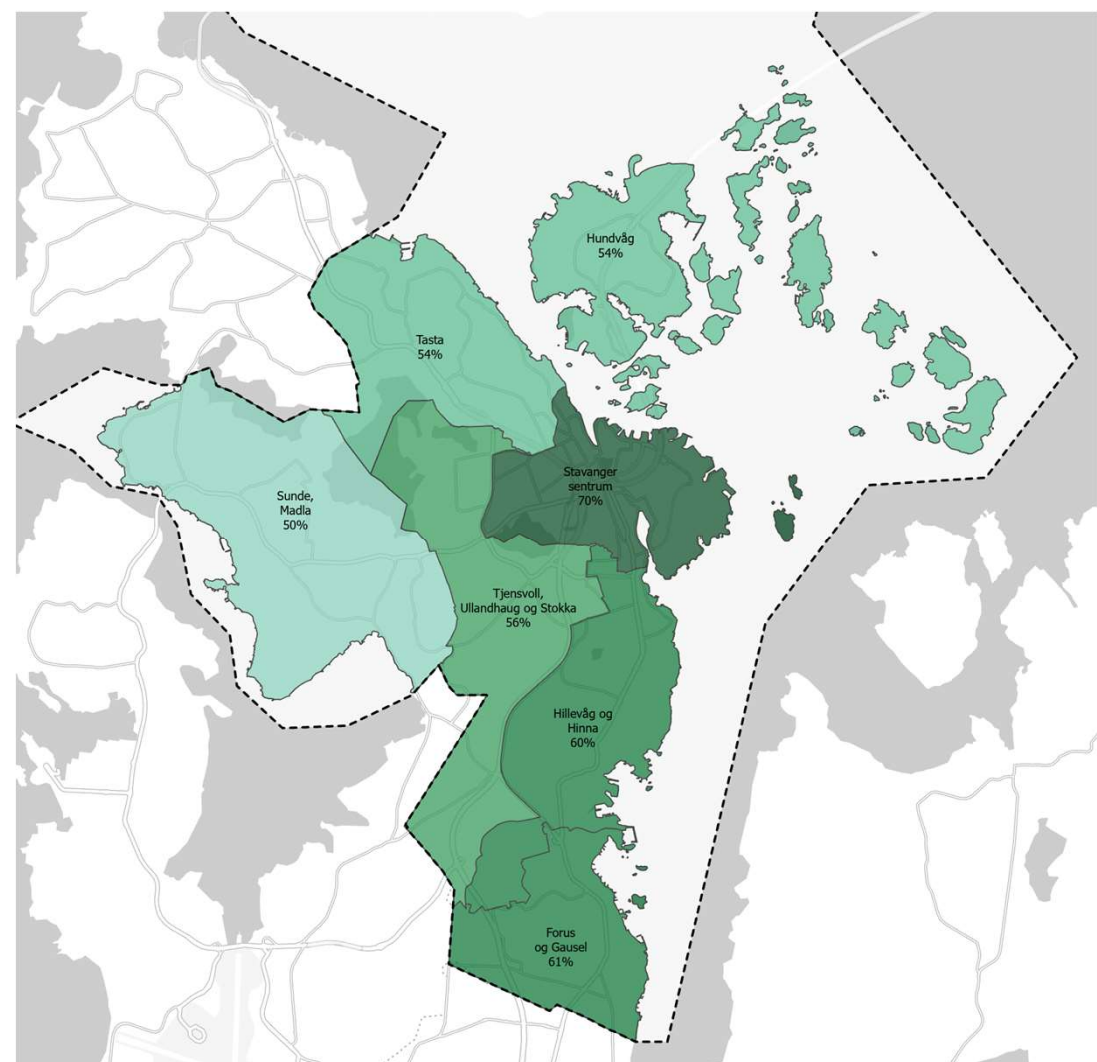 Hundvåg
54%
Tasta
54%
Stavanger
sentrum
70%
Sunde,
Madla
50%
Tjensvoll,
Ullandhaug og Stokka
56%
Hillevåg og
Hinna
60%
Forus
og Gausel
61%